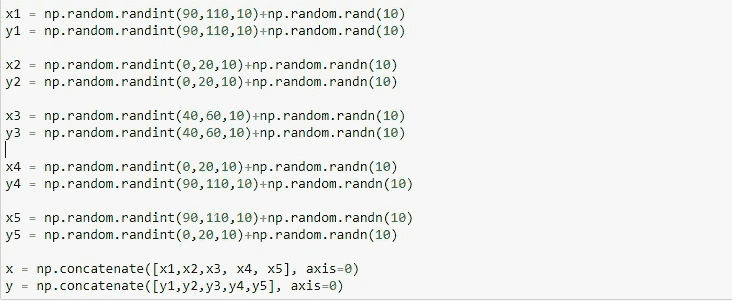 x1 = np.random.randint(90,110,10)+np.random.rand(10)
y1 = np.random.randint(90,110,10)+np.random.rand(10)
x2 = np.random.randint(0,20,10)+np.random.randn(10)
y2 = np.random.randint(0,20,10)+np.random.randn(10)
x3 = np.random.randint(40,60,10)+np.random.randn(10)
y3 = np.random.randint(40,60,10)+np.random.randn(10)
x4 = np.random.randint(0,20,10)+np.random.randn(10)
y4 = np.random.randint(90,110,10)+np.random.randn(10)
x5 = np.random.randint(90,110,10)+np.random.randn(10)
y5 = np.random.randint(0,20,10)+np.random.randn(10)
x = np.concatenate([x1,x2,x3, x4, x5], axis=0)
y = np.concatenate([y1,y2,y3,y4,y5], axis=0)